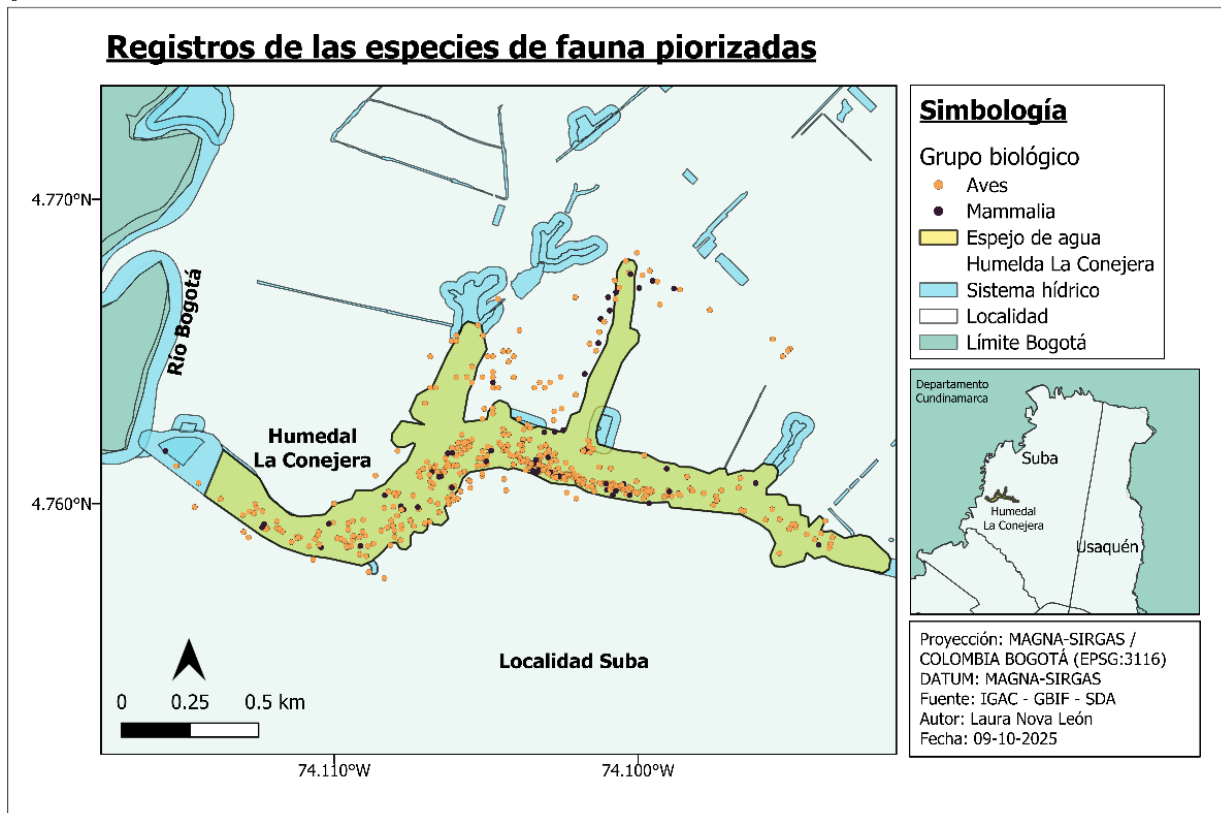 Registros de las especies de fauna piorizadas
4.770°N
4.760°N
74.110°W
74.100°W
Río Bogotá
Humedal
La Conejera
Localidad Suba
0 0.25 0.5 km
Simbología
Grupo biológico
Aves
Mammalia
Espejo de agua
Humelda La Conejera
Sistema hídrico
Localidad
Límite Bogotá
Departamento
Cundinamarca
Suba
Humedal
La Conejera
Usaquén
Proyección: MAGNA-SIRGAS /
COLOMBIA BOGOTÁ (EPSG:3116)
DATUM: MAGNA-SIRGAS
Fuente: IGAC - GBIF - SDA
Autor: Laura Nova León
Fecha: 09-10-2025